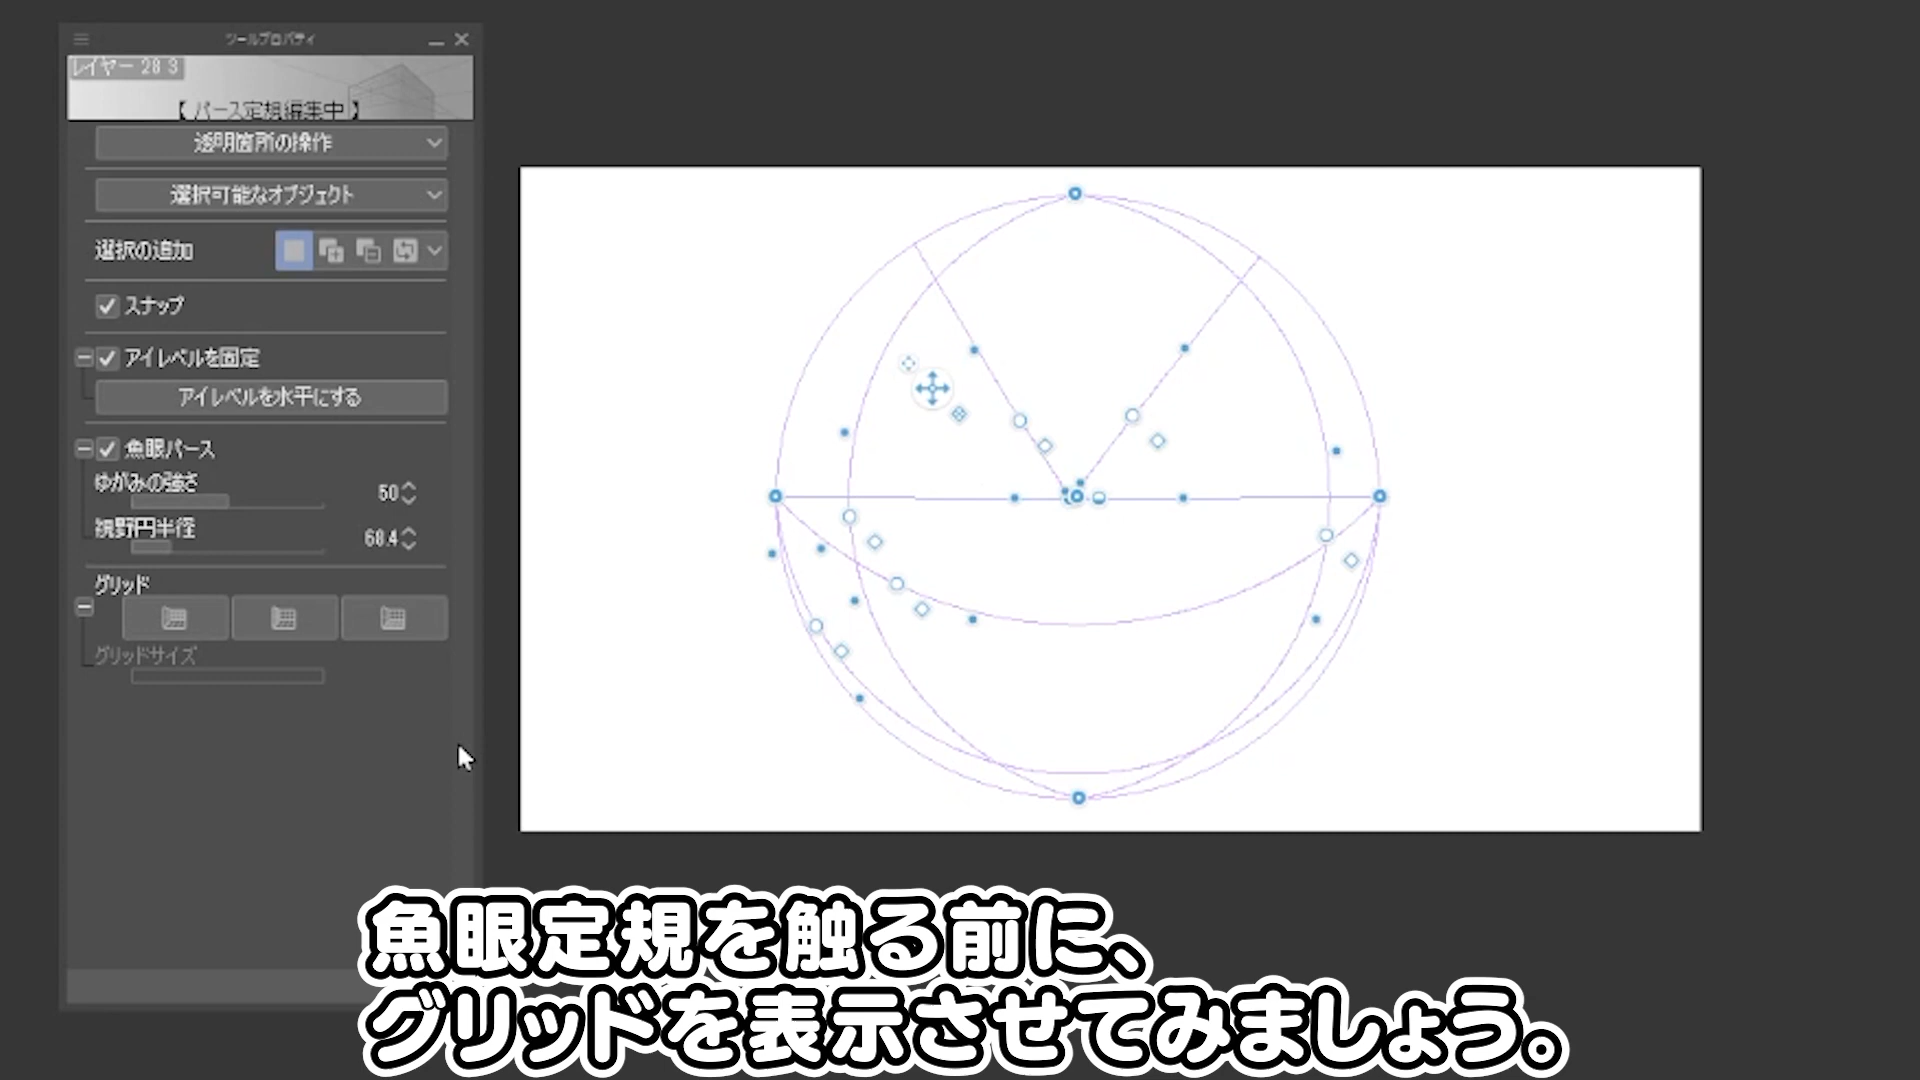 ツールプロパティ
レイヤー 28 3
【 パース定規編集中 】
透明箇所の操作
選択可能なオブジェクト
選択の追加
スナップ
アイレベルを固定
アイレベルを水平にする
魚眼パース
ゆがみの強さ 50
視野円半径 68.4
グリッド
グリッドサイズ
魚眼定規を触る前に、
グリッドを表示させてみましょう。